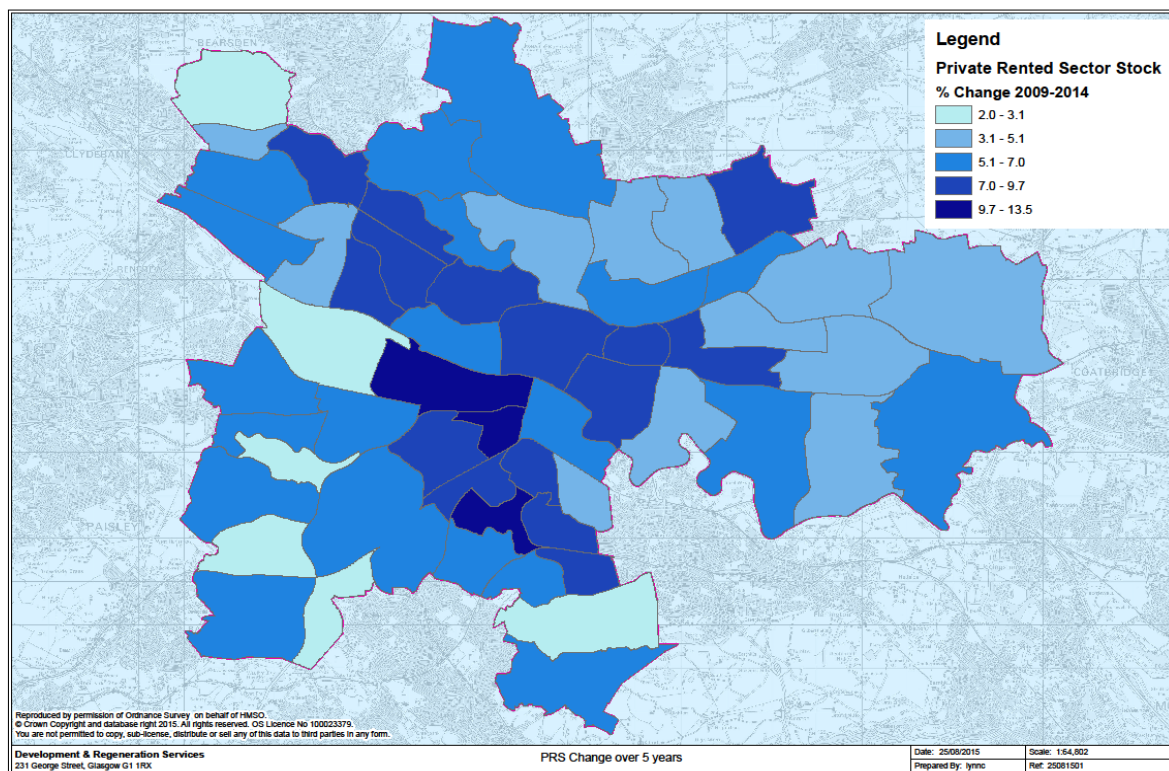 BEARSDEN
CLYDEBANK
Legend
Private Rented Sector Stock
% Change 2009-2014
2.0 - 3.1
3.1 - 5.1
5.1 - 7.0
7.0 - 9.7
9.7 - 13.5
COATBRIDGE
PAISLEY
Reproduced by permission of Ordnance Survey on behalf of HMSO.
© Crown Copyright and database right 2015. All rights reserved. OS Licence No 100023379.
You are not permitted to copy, sub-license, distribute or sell any of this data to third parties in any form.
Development & Regeneration Services
231 George Street, Glasgow G1 1RX
PRS Change over 5 years
Date: 25/08/2015
Scale: 1:64,802
Prepared By: lynnc
Ref: 25081501